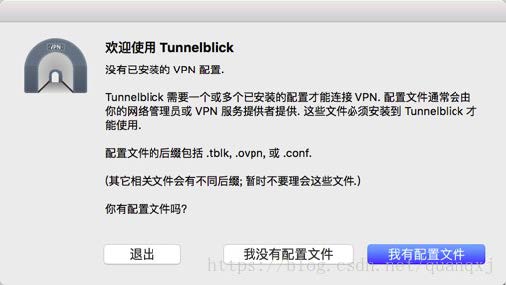 VPN
欢迎使用 Tunnelblick
没有已安装的 VPN 配置.
Tunnelblick 需要一个或多个已安装的配置才能连接 VPN. 配置文件通常会由
你的网络管理员或 VPN 服务提供者提供. 这些文件必须安装到 Tunnelblick 才
能使用.
配置文件的后缀包括 .tblk, .ovpn, 或 .conf.
(其它相关文件会有不同后缀; 暂时不要理会这些文件.)
你有配置文件吗?
退出
我没有配置文件
我有配置文件
https://blog.csdn.net/quanqxj